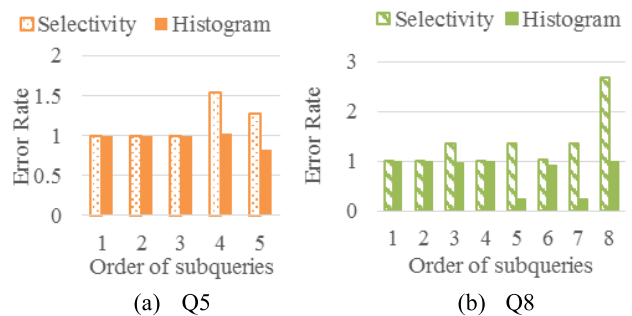 Selectivity Histogram
2
1.5
1
0.5
0
Error Rate
1 2 3 4 5
Order of subqueries
(a) Q5
Selectivity Histogram
3
2
1
0
Error Rate
1 2 3 4 5 6 7 8
Order of subqueries
(b) Q8